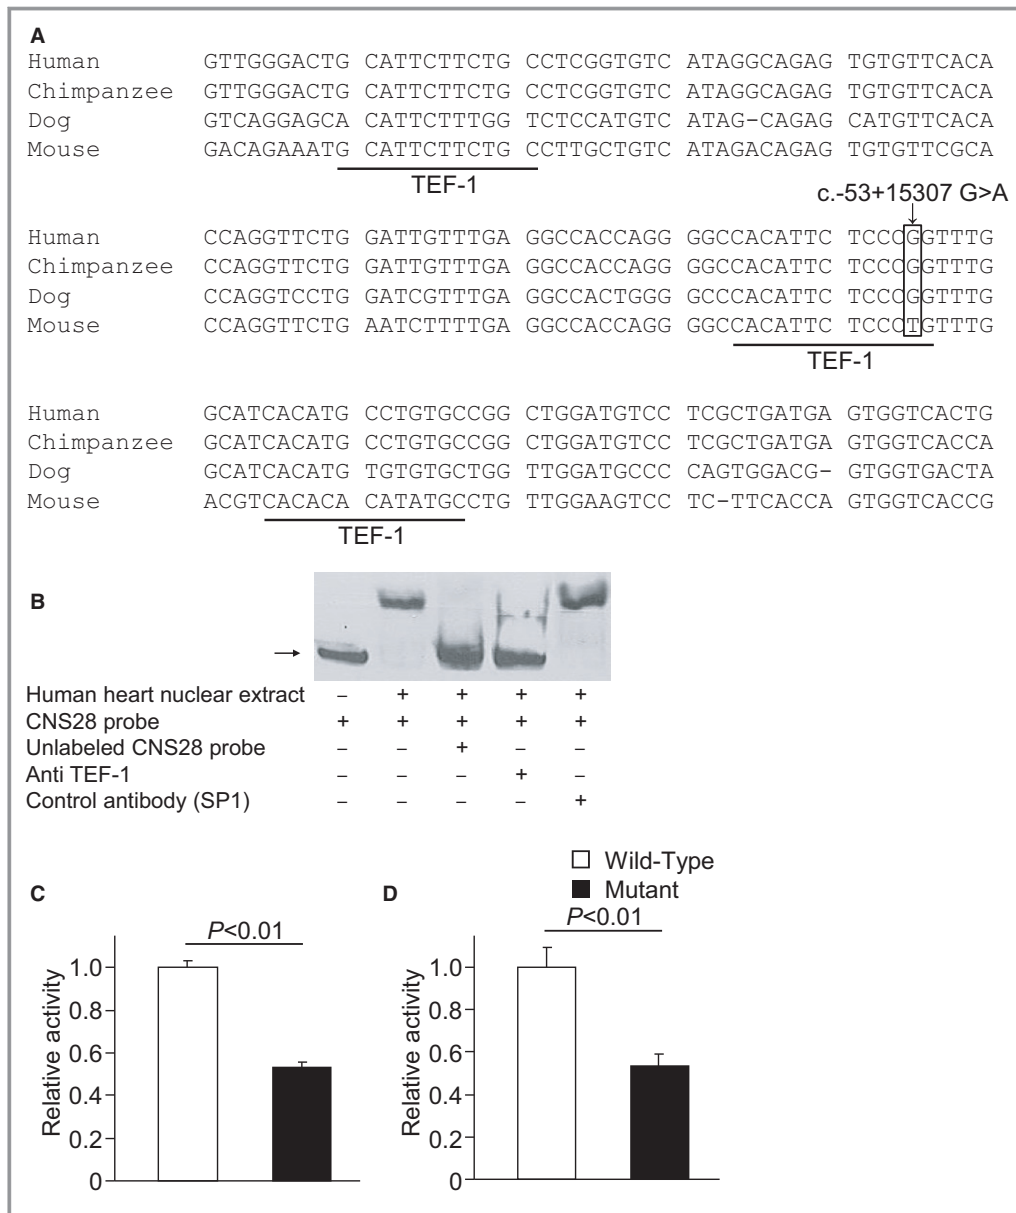 A
Human GTTGGGACTG CATTCTTCTG CCTCGGTGTC ATAGGCAGAG TGTGTTCACA
Chimpanzee GTTGGGACTG CATTCTTCTG CCTCGGTGTC ATAGGCAGAG TGTGTTCACA
Dog GTCAGGAGCA CATTCTTTGG TCTCCATGTC ATAG-CAGAG CATGTTCACA
Mouse GACAGAAATG CATTCTTCTG CCTTGCTGTC ATAGACAGAG TGTGTTCGCA
TEF-1
c.-53+15307 G>A
Human CCAGGTTCTG GATTGTTTGA GGCCACCAGG GGCCACATTC TCCCGGTTTG
Chimpanzee CCAGGTTCTG GATTGTTTGA GGCCACCAGG GGCCACATTC TCCCGGTTTG
Dog CCAGGTCCTG GATCGTTTGA GGCCACTGGG GCCCACATTC TCCCGGTTTG
Mouse CCAGGTTCTG AATCTTTTGA GGCCACCAGG GGCCACATTC TCCCTGTTTG
TEF-1
Human GCATCACATG CCTGTGCCGG CTGGATGTCC TCGCTGATGA GTGGTCACTG
Chimpanzee GCATCACATG CCTGTGCCGG CTGGATGTCC TCGCTGATGA GTGGTCACCA
Dog GCATCACATG TGTGTGCTGG TTGGATGCCC CAGTGGACG- GTGGTGACTA
Mouse ACGTCACACA CATATGCCTG TTGGAAGTCC TC-TTCACCA GTGGTCACCG
TEF-1
B
Human heart nuclear extract – + + + +
CNS28 probe + + + + +
Unlabeled CNS28 probe – – + – –
Anti TEF-1 – – – + –
Control antibody (SP1) – – – – +
Wild-Type
Mutant
C
P<0.01
Relative activity
1.0
0.8
0.6
0.4
0.2
0
D
P<0.01
Relative activity
1.0
0.8
0.6
0.4
0.2
0